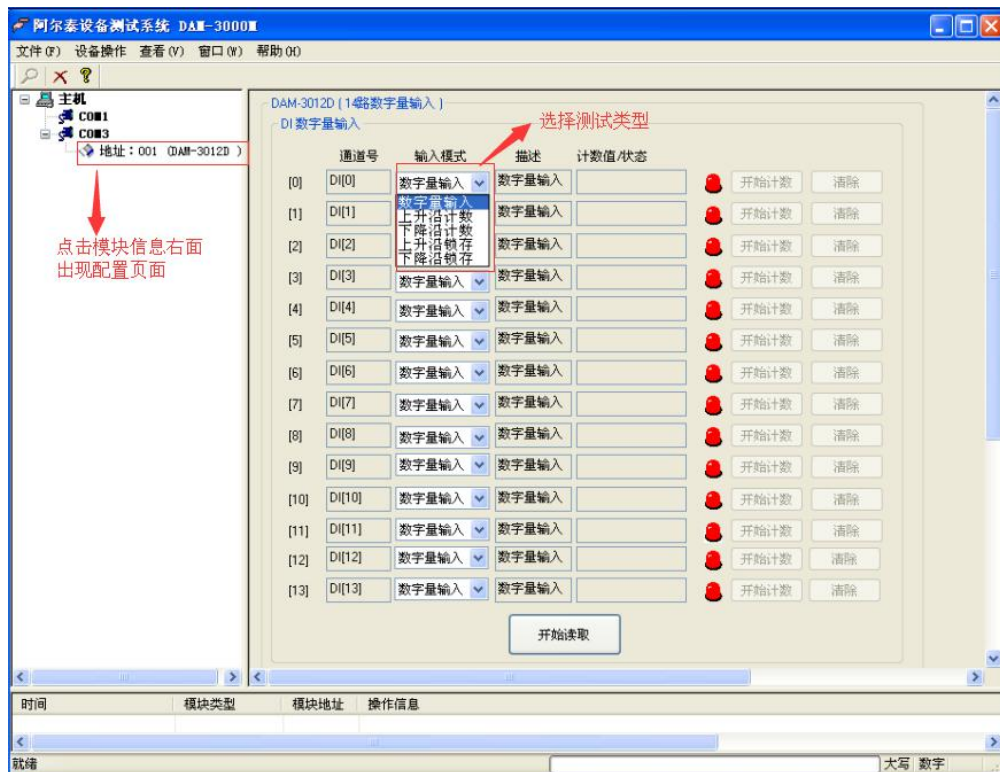 阿尔泰设备测试系统 DAM-3000M
文件(F) 设备操作 查看(V) 窗口(W) 帮助(H)
主机
COM1
COM3
地址：001 (DAM-3012D )
点击模块信息右面
出现配置页面
DAM-3012D ( 14路数字量输入 )
DI 数字量输入
选择测试类型
通道号 输入模式 描述 计数值/状态
[0] DI[0] 数字量输入 数字量输入 开始计数 清除
数字量输入
上升沿计数
下降沿计数
上升沿锁存
下降沿锁存
[1] DI[1] 数字量输入 开始计数 清除
[2] DI[2] 数字量输入 开始计数 清除
[3] DI[3] 数字量输入 数字量输入 开始计数 清除
[4] DI[4] 数字量输入 数字量输入 开始计数 清除
[5] DI[5] 数字量输入 数字量输入 开始计数 清除
[6] DI[6] 数字量输入 数字量输入 开始计数 清除
[7] DI[7] 数字量输入 数字量输入 开始计数 清除
[8] DI[8] 数字量输入 数字量输入 开始计数 清除
[9] DI[9] 数字量输入 数字量输入 开始计数 清除
[10] DI[10] 数字量输入 数字量输入 开始计数 清除
[11] DI[11] 数字量输入 数字量输入 开始计数 清除
[12] DI[12] 数字量输入 数字量输入 开始计数 清除
[13] DI[13] 数字量输入 数字量输入 开始计数 清除
开始读取
时间 模块类型 模块地址 操作信息
就绪 大写 数字